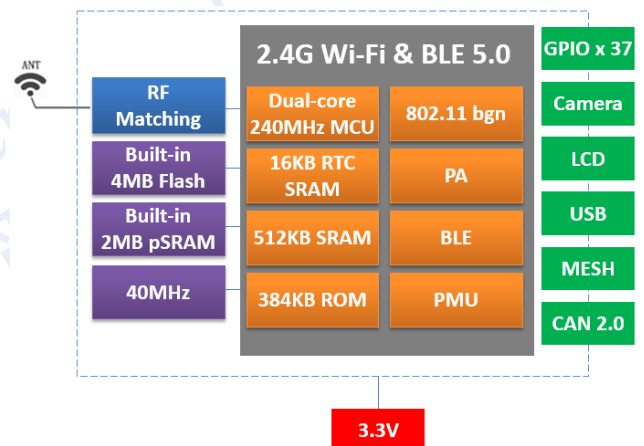 2.4G Wi-Fi & BLE 5.0
ANT
RF
Matching
Built-in
4MB Flash
Built-in
2MB pSRAM
40MHz
Dual-core
240MHz MCU
16KB RTC
SRAM
512KB SRAM
384KB ROM
802.11 bgn
PA
BLE
PMU
GPIO x 37
Camera
LCD
USB
MESH
CAN 2.0
3.3V